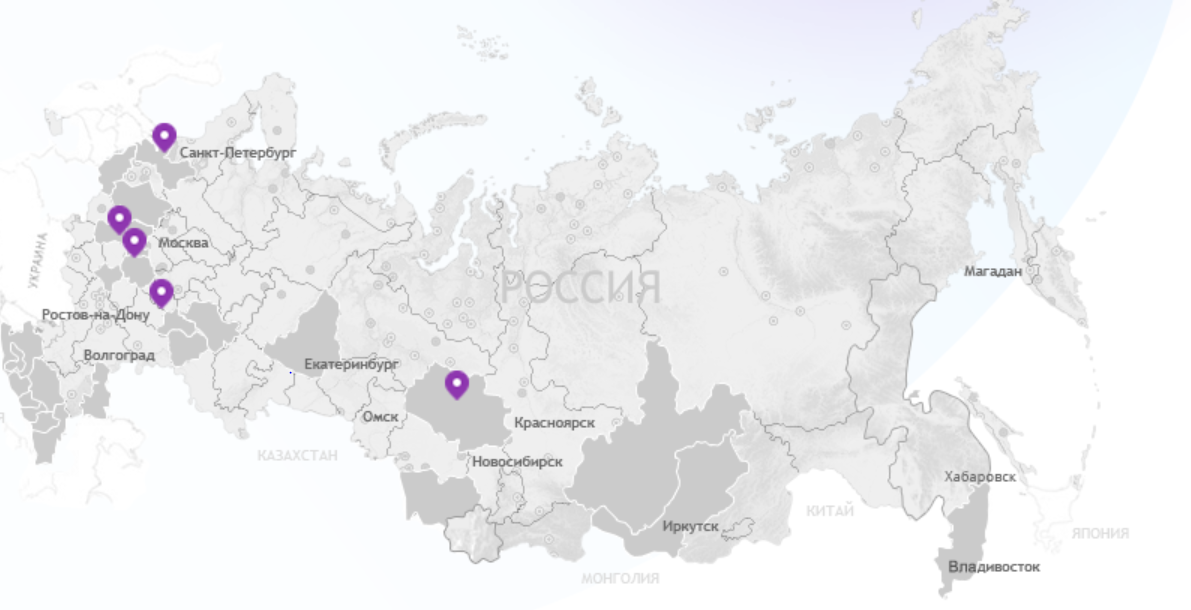 Санкт-Петербург
УКРАИНА
Москва
РОССИЯ
Магадан
Ростов-на-Дону
Волгоград
Екатеринбург
Омск
Красноярск
КАЗАХСТАН
Новосибирск
Хабаровск
КИТАЙ
Иркутск
ЯПОНИЯ
Владивосток
МОНГОЛИЯ